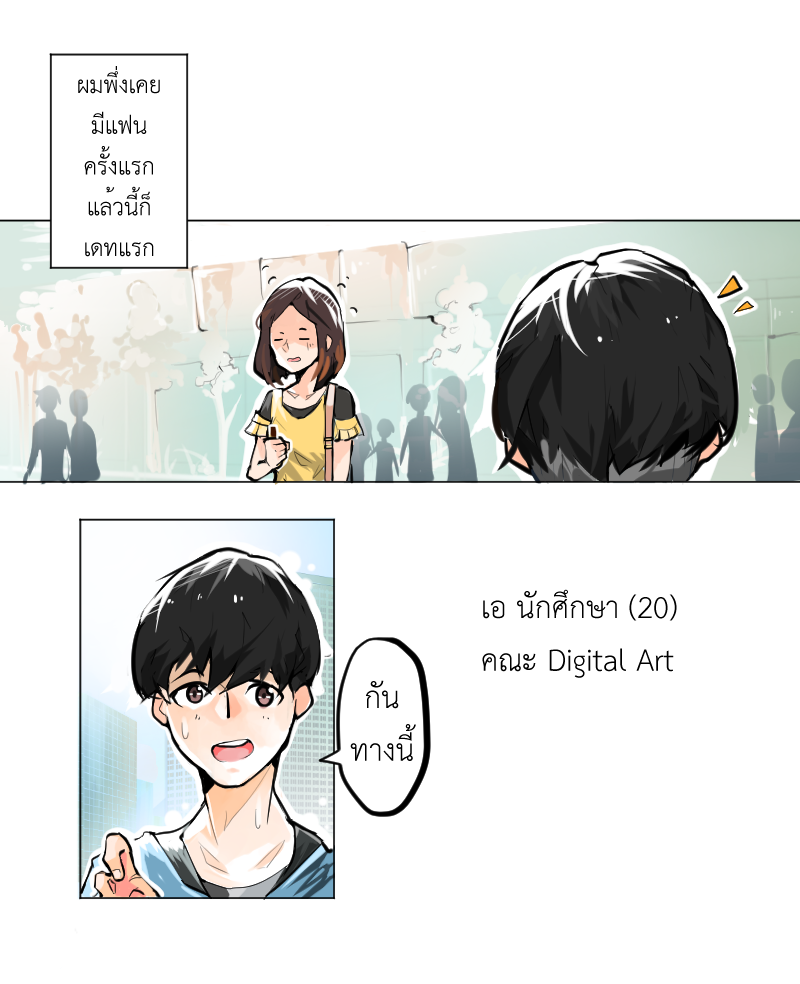 ผมพึ่งเคย
มีแฟน
ครั้งแรก
แล้วนี้ก็
เดทแรก
เอ นักศึกษา (20)
คณะ Digital Art
กัน
ทางนี้